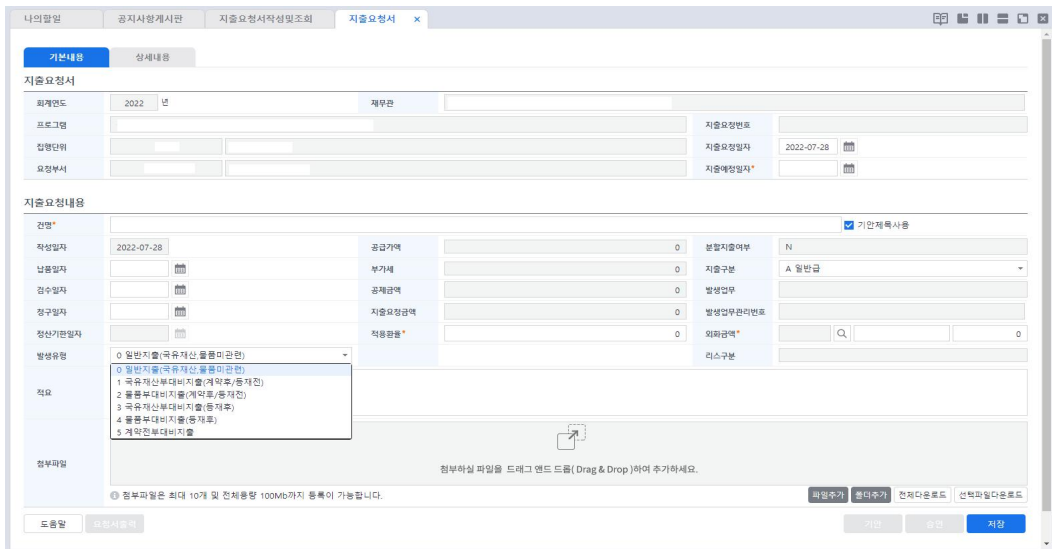 나의할일 공지사항게시판 지출요청서작성및조회 지출요청서 ×
기본내용 상세내용
지출요청서
회계연도 2022 년 재무관
프로그램 지출요청번호
집행단위 지출요청일자 2022-07-28
요청부서 지출예정일자*
지출요청내용
건명* 기안제목사용
작성일자 2022-07-28 공급가액 0 분할지출여부 N
납품일자 부가세 0 지출구분 A 일반급
검수일자 공제금액 0 발생업무
청구일자 지출요청금액 0 발생업무관리번호
정산기한일자 적용환율* 0 외화금액* 0
발생유형 0 일반지출(국유재산,물품미관련) 리스구분
0 일반지출(국유재산,물품미관련)
1 국유재산부대비지출(계약후/등재전)
2 물품부대비지출(계약후/등재전)
3 국유재산부대비지출(등재후)
4 물품부대비지출(등재후)
5 계약전부대비지출
적요
첨부파일
첨부하실 파일을 드래그 앤드 드롭( Drag & Drop )하여 추가하세요.
첨부파일은 최대 10개 및 전체용량 100Mb까지 등록이 가능합니다. 파일추가 폴더추가 전체다운로드 선택파일다운로드
도움말 요청서출력 기안 승인 저장